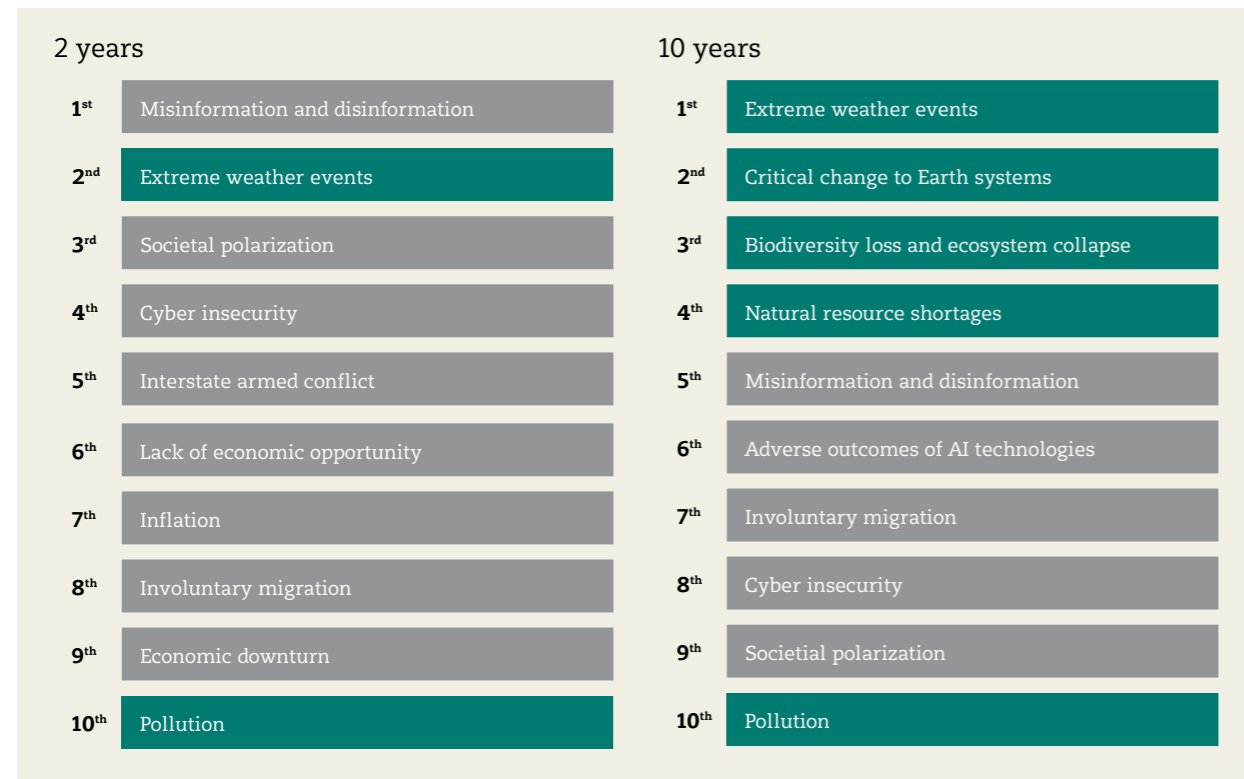 2 years
1st Misinformation and disinformation
2nd Extreme weather events
3rd Societal polarization
4th Cyber insecurity
5th Interstate armed conflict
6th Lack of economic opportunity
7th Inflation
8th Involuntary migration
9th Economic downturn
10th Pollution
10 years
1st Extreme weather events
2nd Critical change to Earth systems
3rd Biodiversity loss and ecosystem collapse
4th Natural resource shortages
5th Misinformation and disinformation
6th Adverse outcomes of AI technologies
7th Involuntary migration
8th Cyber insecurity
9th Societial polarization
10th Pollution